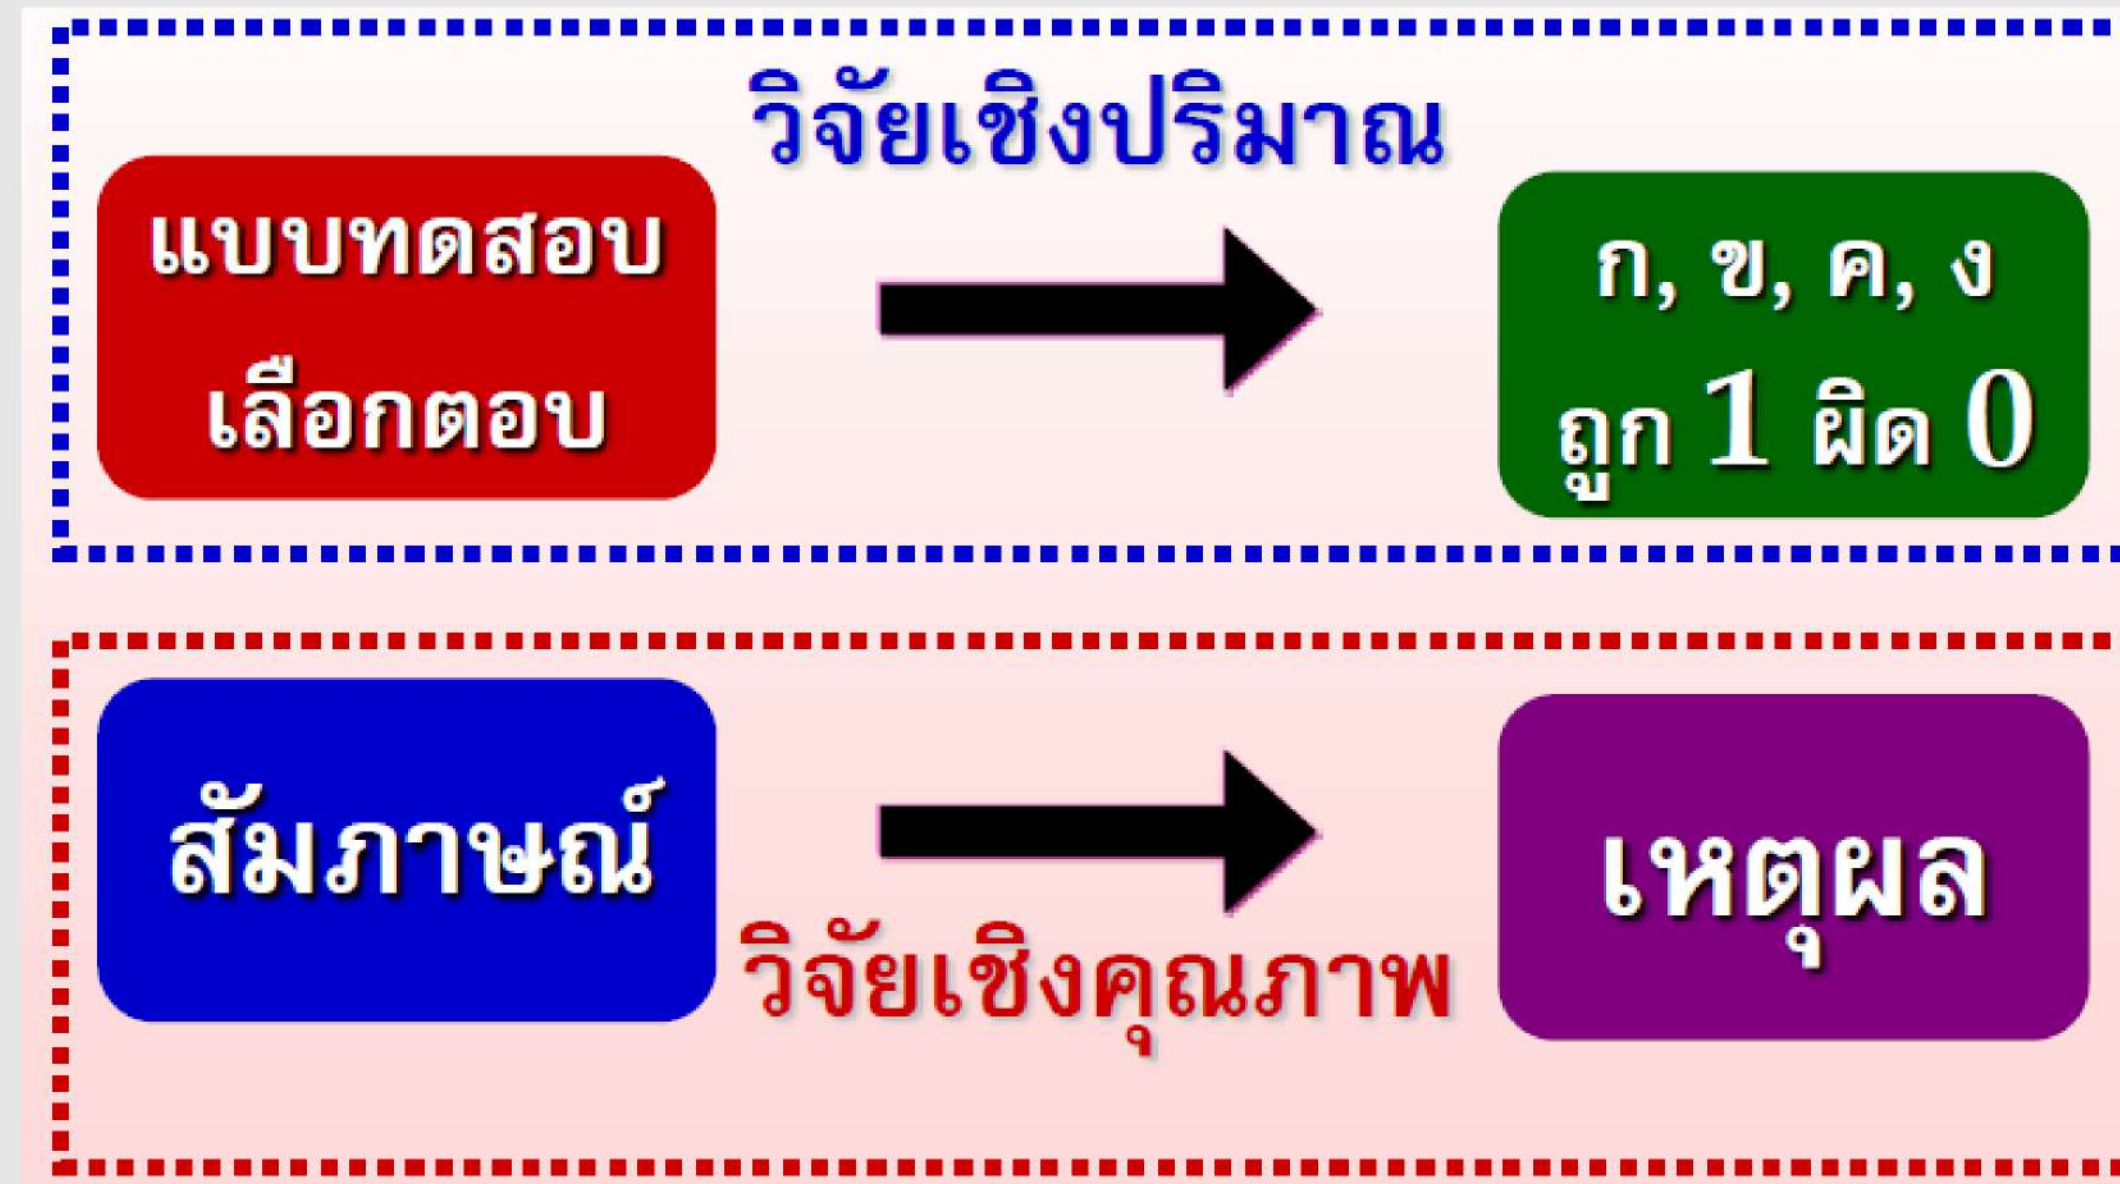 วิจัยเชิงปริมาณ
แบบทดสอบ
เลือกตอบ
ก, ข, ค, ง
ถูก 1 ผิด 0
สัมภาษณ์
เหตุผล
วิจัยเชิงคุณภาพ